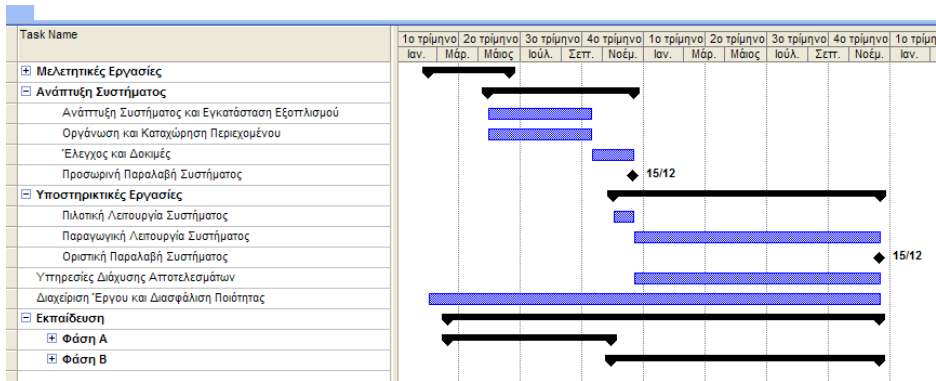 Task Name
1ο τρίμηνο 2ο τρίμηνο 3ο τρίμηνο 4ο τρίμηνο 1ο τρίμηνο 2ο τρίμηνο 3ο τρίμηνο 4ο τρίμηνο 1ο τρίμη
Ιαν. Μάρ. Μάιος Ιούλ. Σεπ. Νοέμ. Ιαν. Μάρ. Μάιος Ιούλ. Σεπ. Νοέμ. Ιαν.
Μελετητικές Εργασίες
Ανάπτυξη Συστήματος
Ανάπτυξη Συστήματος και Εγκατάσταση Εξοπλισμού
Οργάνωση και Καταχώρηση Περιεχομένου
Έλεγχος και Δοκιμές
Προσωρινή Παραλαβή Συστήματος 15/12
Υποστηρικτικές Εργασίες
Πιλοτική Λειτουργία Συστήματος
Παραγωγική Λειτουργία Συστήματος
Οριστική Παραλαβή Συστήματος 15/12
Υπηρεσίες Διάχυσης Αποτελεσμάτων
Διαχείριση Έργου και Διασφάλιση Ποιότητας
Εκπαίδευση
Φάση Α
Φάση Β